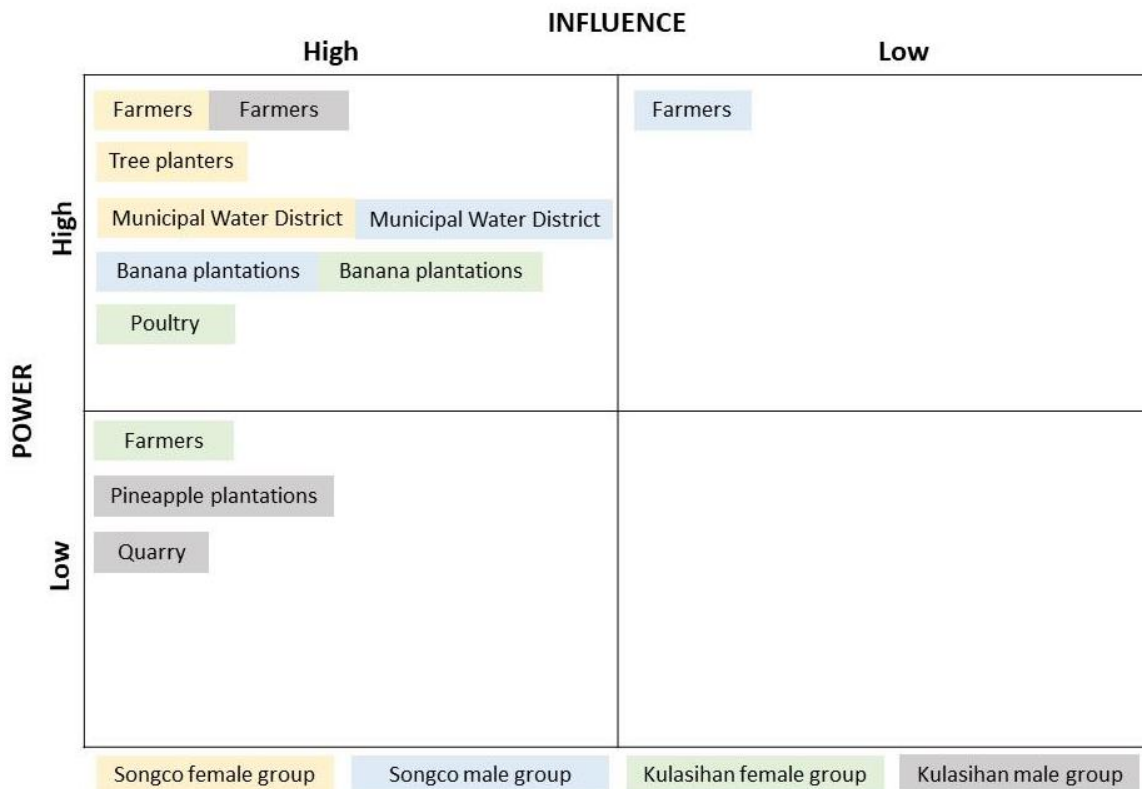 INFLUENCE
High Low
Farmers Farmers Farmers
Tree planters
Municipal Water District Municipal Water District
High
Banana plantations Banana plantations
Poultry
POWER
Farmers
Pineapple plantations
Quarry
Low
Songco female group Songco male group Kulasihan female group Kulasihan male group